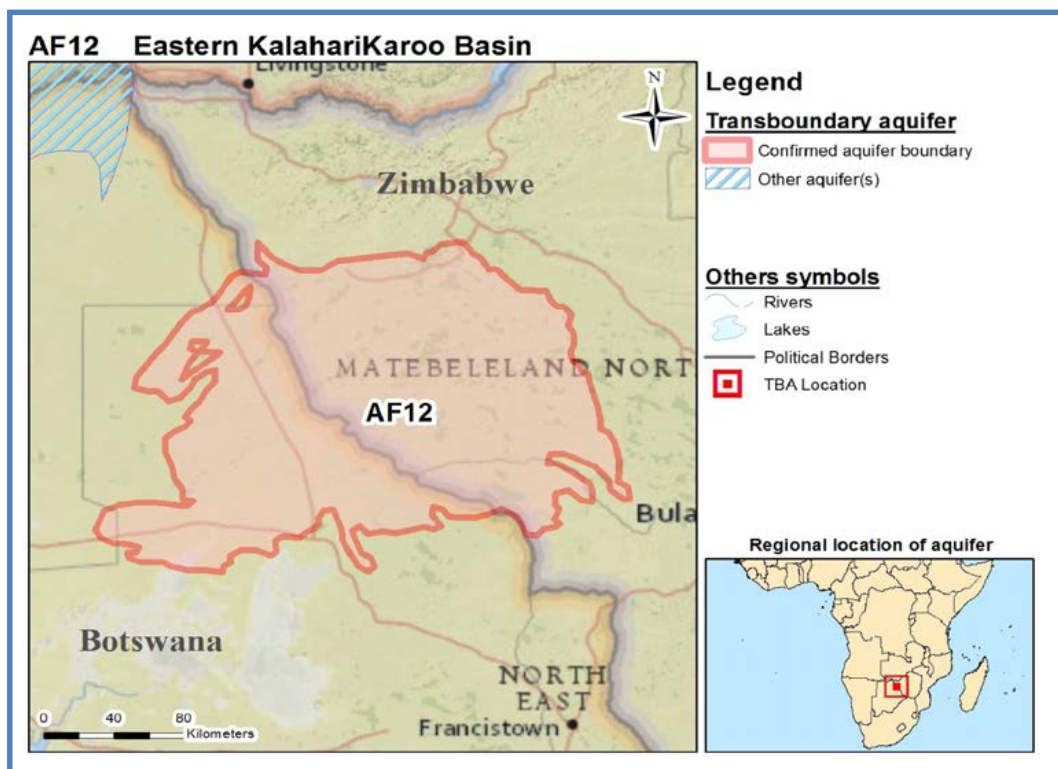 AF12 Eastern KalahariKaroo Basin
Livingstone
N
Zimbabwe
MATEBELELAND NORT
AF12
Bula
Botswana
NORTH
EAST
Francistown
0 40 80
Kilometers
Legend
Transboundary aquifer
Confirmed aquifer boundary
Other aquifer(s)
Others symbols
Rivers
Lakes
Political Borders
TBA Location
Regional location of aquifer